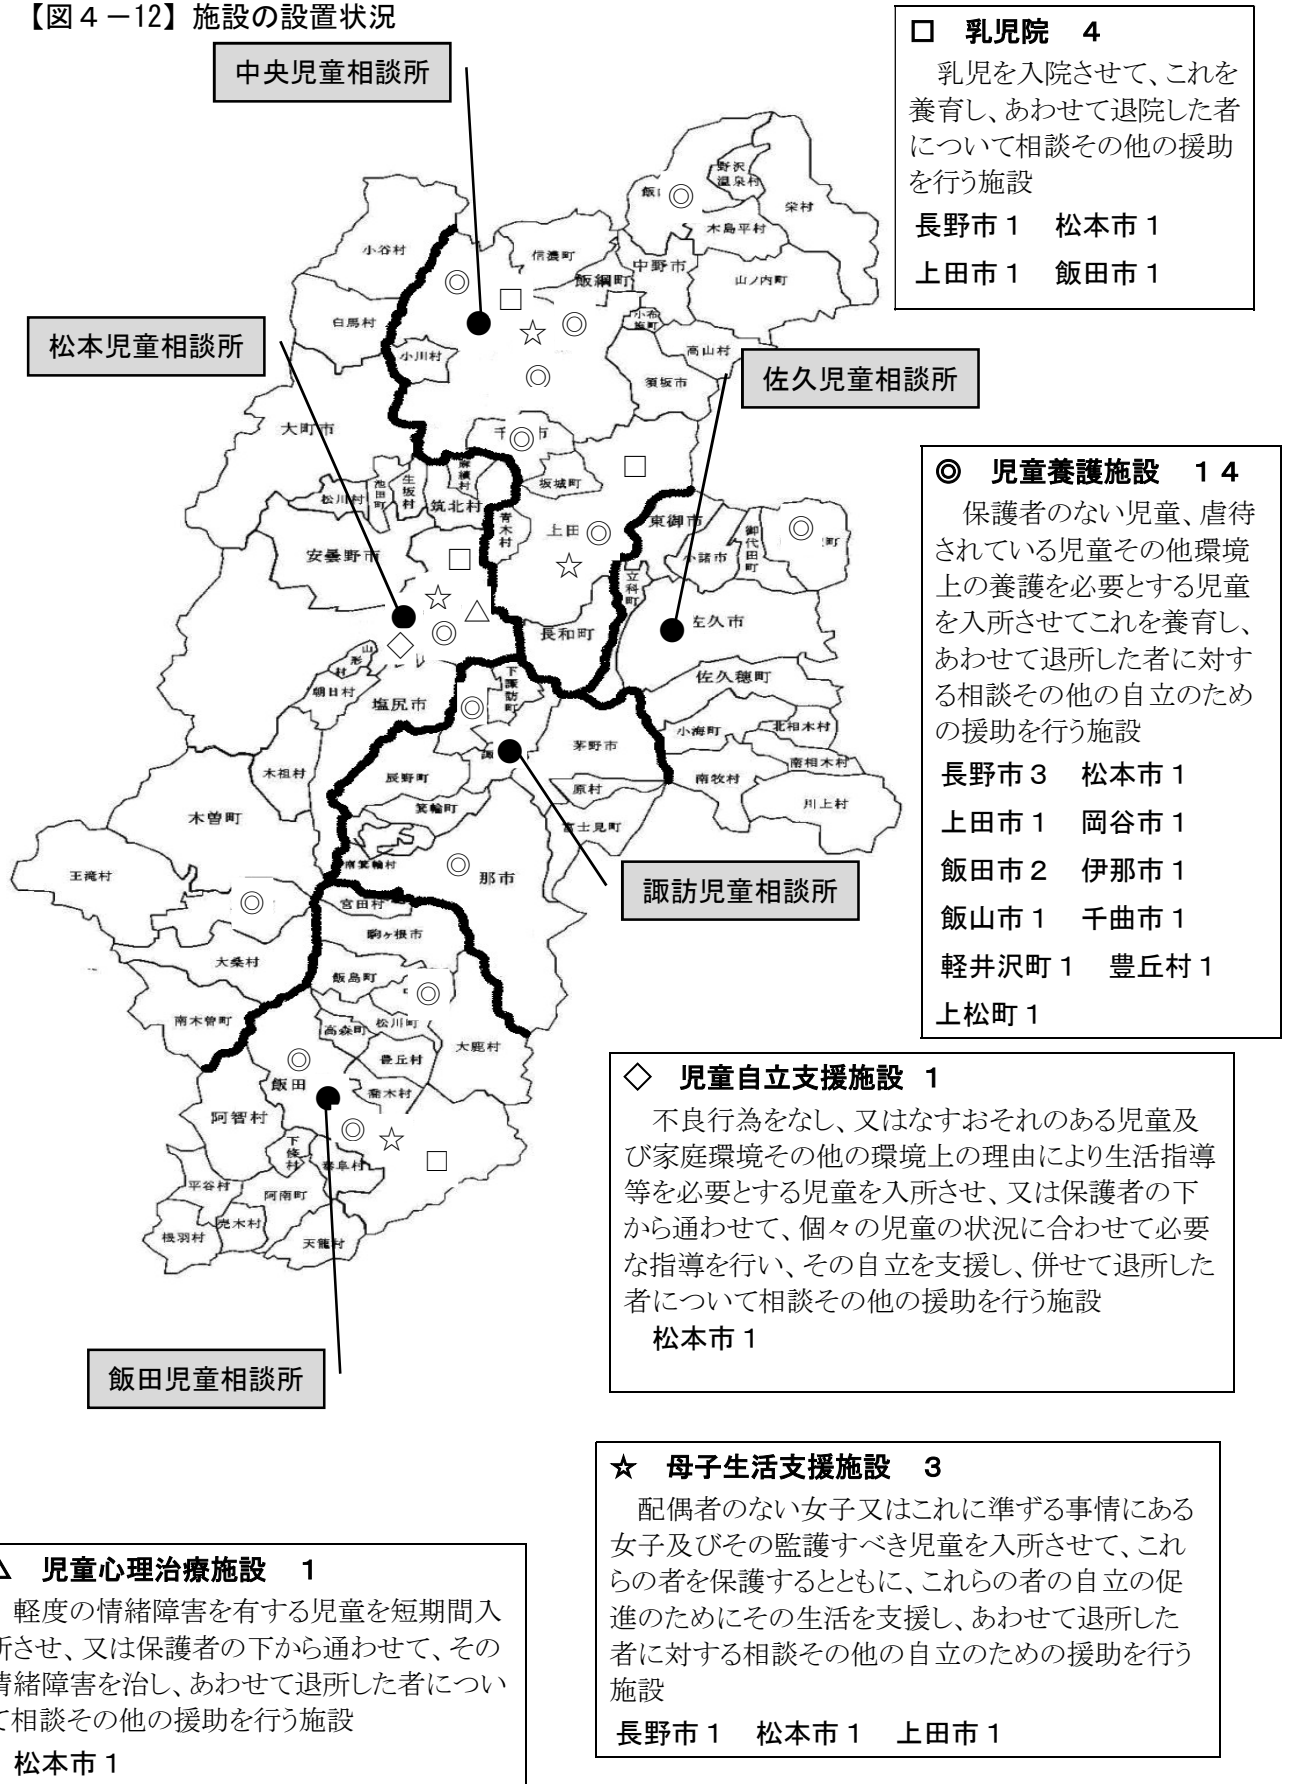 【図４－12】施設の設置状況
中央児童相談所
松本児童相談所
佐久児童相談所
諏訪児童相談所
飯田児童相談所
野沢
温泉村
栄村
木島平村
小谷村
信濃町
飯綱町
中野市
山ノ内町
白馬村
小川村
小布
施町
高山村
須坂市
大町市
坂城町
松川村
池田町
生坂村
麻績村
筑北村
青木村
上田
東御市
小諸市
御代田町
町
安曇野市
立科町
長和町
佐久市
山形村
朝日村
塩尻市
下諏訪町
佐久穂町
小海町
北相木村
南相木村
茅野市
南牧村
川上村
原村
富士見町
木祖村
辰野町
箕輪町
木曽町
南箕輪村
那市
王滝村
宮田村
駒ヶ根市
大桑村
飯島町
南木曽町
高森町
松川町
大鹿村
豊丘村
飯田
喬木村
阿智村
下條村
泰阜村
平谷村
阿南町
売木村
根羽村
天龍村
□　乳児院　４
乳児を入院させて、これを
養育し、あわせて退院した者
について相談その他の援助
を行う施設
長野市１　松本市１
上田市１　飯田市１
◎　児童養護施設　１４
保護者のない児童、虐待
されている児童その他環境
上の養護を必要とする児童
を入所させてこれを養育し、
あわせて退所した者に対す
る相談その他の自立のため
の援助を行う施設
長野市３　松本市１
上田市１　岡谷市１
飯田市２　伊那市１
飯山市１　千曲市１
軽井沢町１　豊丘村１
上松町１
◇　児童自立支援施設　１
不良行為をなし、又はなすおそれのある児童及
び家庭環境その他の環境上の理由により生活指導
等を必要とする児童を入所させ、又は保護者の下
から通わせて、個々の児童の状況に合わせて必要
な指導を行い、その自立を支援し、併せて退所した
者について相談その他の援助を行う施設
松本市１
☆　母子生活支援施設　３
配偶者のない女子又はこれに準ずる事情にある
女子及びその監護すべき児童を入所させて、これ
らの者を保護するとともに、これらの者の自立の促
進のためにその生活を支援し、あわせて退所した
者に対する相談その他の自立のための援助を行う
施設
長野市１　松本市１　上田市１
△　児童心理治療施設　１
軽度の情緒障害を有する児童を短期間入
所させ、又は保護者の下から通わせて、その
情緒障害を治し、あわせて退所した者につい
て相談その他の援助を行う施設
松本市１